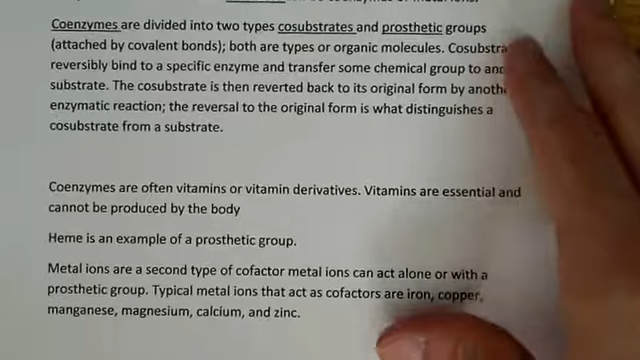 Coenzymes are divided into two types cosubstrates and prosthetic groups
(attached by covalent bonds); both are types or organic molecules.
reversibly bind to a specific enzyme and transfer some chemical group to
substrate. The cosubstrate is then reverted back to its original form by
enzymatic reaction; the reversal to the original form is what distinguishes a
cosubstrate from a substrate.
Coenzymes are often vitamins or vitamin derivatives. Vitamins are essential and
cannot be produced by the body
Heme is an example of a prosthetic group.
Metal ions are a second type of cofactor metal ions can act alone or with a
prosthetic group. Typical metal ions that act as cofactors are iron, copper,
manganese, magnesium, calcium, and zinc.